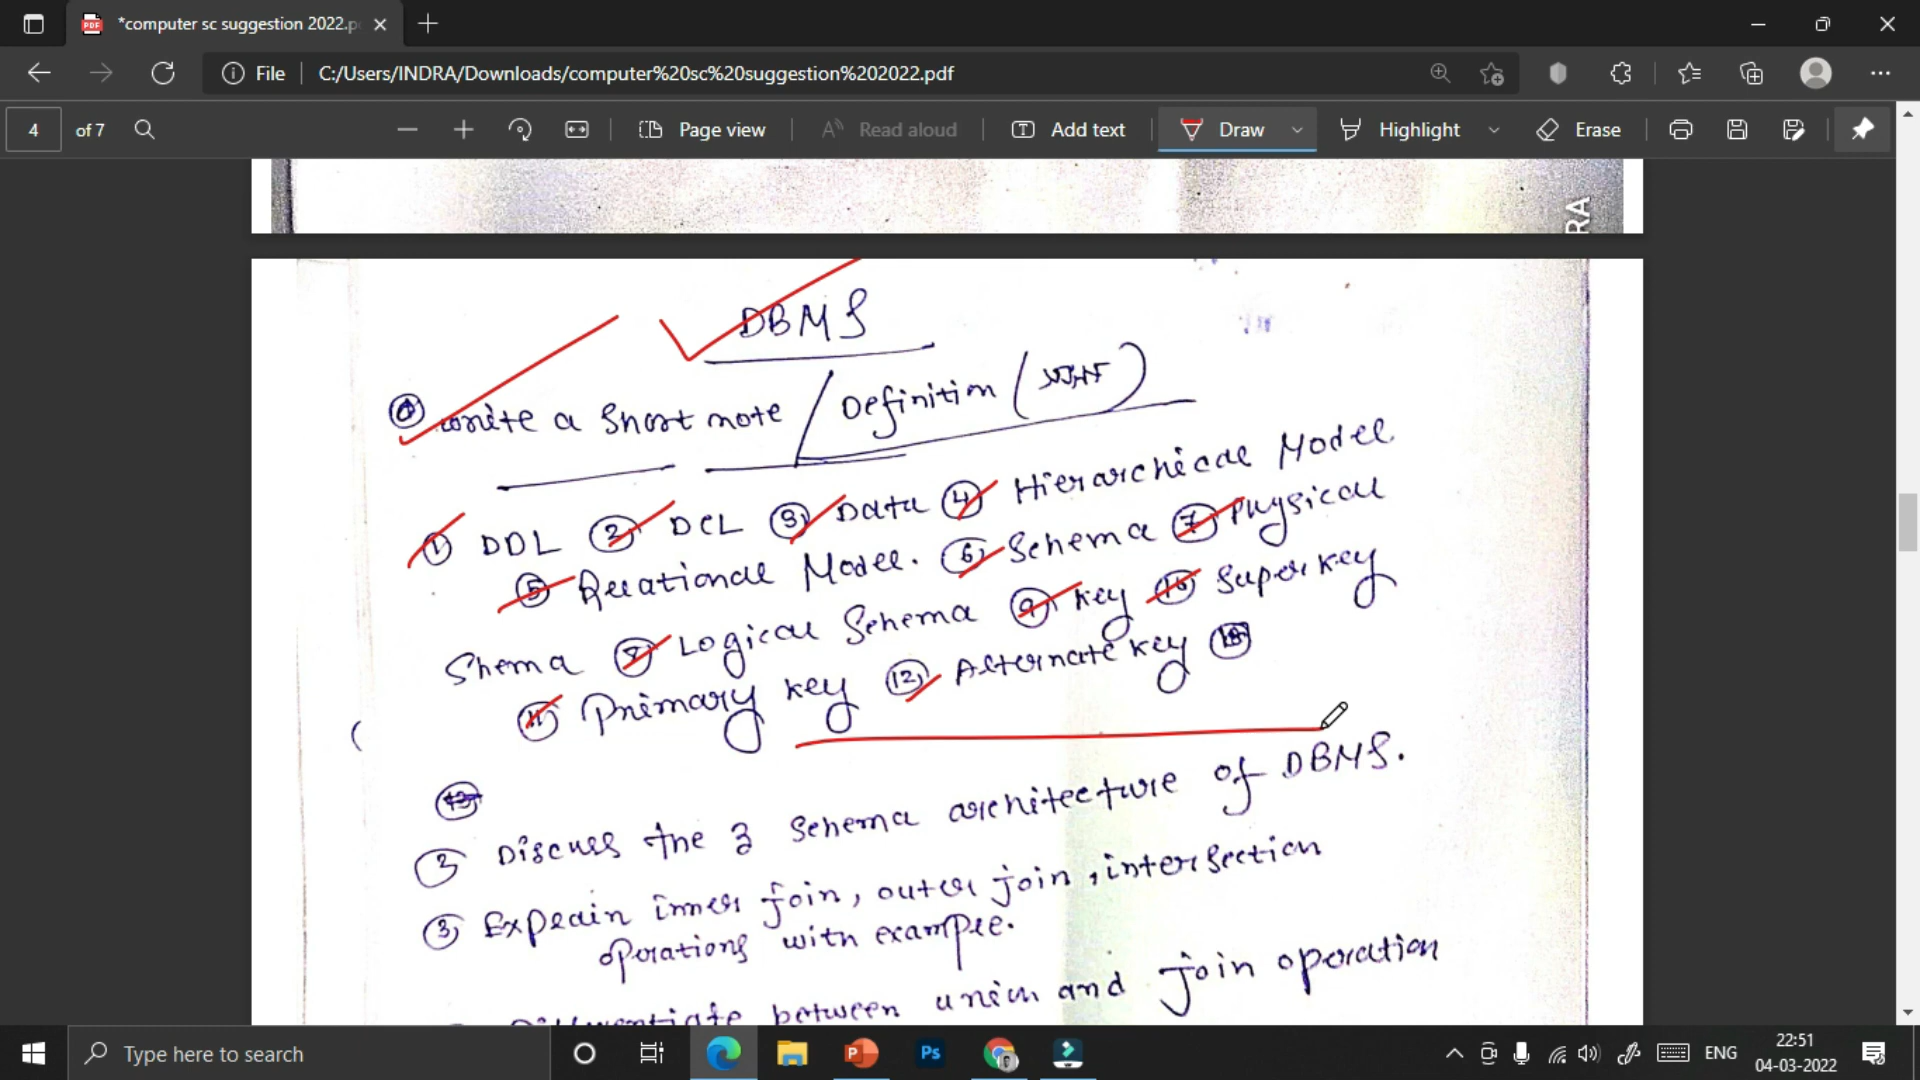 *computer sc suggestion 2022.p
File C:/Users/INDRA/Downloads/computer%20sc%20suggestion%202022.pdf
4 of 7 Page view Read aloud Add text Draw Highlight Erase
RA
DBMS
write a Short note / Definition (
① DDL ② DCL ③ Data ④ Hierarchical Model
⑤ Relational Model. ⑥ Schema ⑦ Physical
Shema ⑧ Logical Schema ⑨ Key ⑩ Super key
⑪ Primary key ⑫ Alternate key
② Discuss the 3 Schema architecture of DBMS.
③ Explain inner join, outer join, intersection
operations with example.
Differentiate between union and join operation
Type here to search
ENG
22:51
04-03-2022